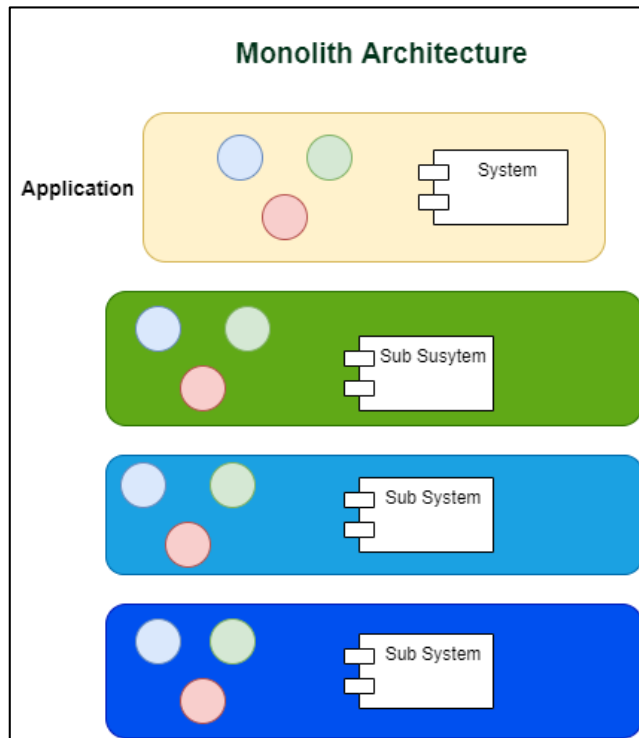 Monolith Architecture
Application
System
Sub Susytem
Sub System
Sub System